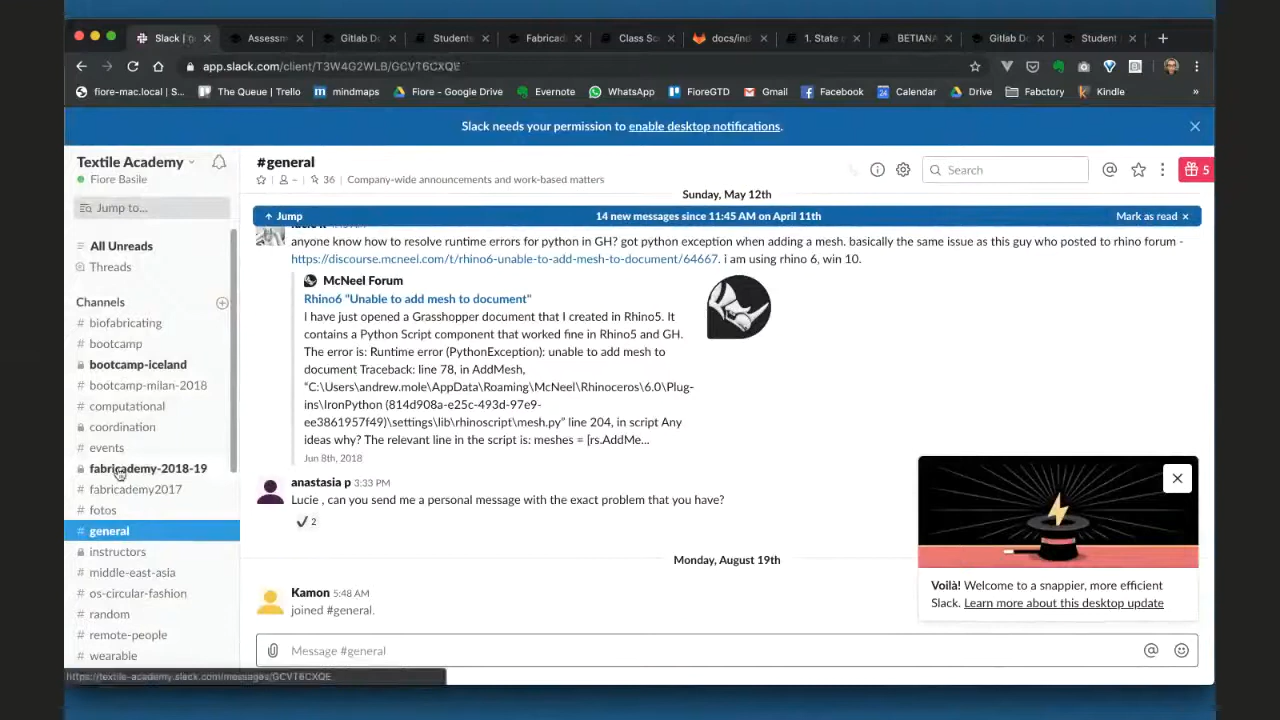 Slack | g
Assessm
Gitlab D
Students
Fabricad
Class Sc
docs/ind
1. State
BETIANA
Gitlab D
Student
app.slack.com/client/T3W4G2WLB/GCVT6CXQE
fiore-mac.local | S...
The Queue | Trello
mindmaps
Fiore - Google Drive
Evernote
WhatsApp
FioreGTD
Gmail
Facebook
Calendar
Drive
Fabctory
Kindle
»
Slack needs your permission to enable desktop notifications.
Textile Academy
Fiore Basile
Jump to...
All Unreads
Threads
Channels
# biofabricating
# bootcamp
bootcamp-iceland
# bootcamp-milan-2018
# computational
coordination
# events
fabricademy-2018-19
# fabricademy2017
# fotos
# general
instructors
# middle-east-asia
# os-circular-fashion
# random
# remote-people
# wearable
https://textile-academy.slack.com/messages/GCVT6CXQE
#general
36 | Company-wide announcements and work-based matters
Search
5
Sunday, May 12th
↑ Jump
14 new messages since 11:45 AM on April 11th
Mark as read ×
anyone know how to resolve runtime errors for python in GH? got python exception when adding a mesh. basically the same issue as this guy who posted to rhino forum -
https://discourse.mcneel.com/t/rhino6-unable-to-add-mesh-to-document/64667. i am using rhino 6, win 10.
McNeel Forum
Rhino6 "Unable to add mesh to document"
I have just opened a Grasshopper document that I created in Rhino5. It
contains a Python Script component that worked fine in Rhino5 and GH.
The error is: Runtime error (PythonException): unable to add mesh to
document Traceback: line 78, in AddMesh,
“C:\Users\andrew.mole\AppData\Roaming\McNeel\Rhinoceros\6.0\Plug-
ins\IronPython (814d908a-e25c-493d-97e9-
ee3861957f49)\settings\lib\rhinoscript\mesh.py” line 204, in script Any
ideas why? The relevant line in the script is: meshes = [rs.AddMe...
Jun 8th, 2018
anastasia p 3:33 PM
Lucie , can you send me a personal message with the exact problem that you have?
2
Monday, August 19th
Kamon 5:48 AM
joined #general.
Message #general
Voilà! Welcome to a snappier, more efficient
Slack. Learn more about this desktop update